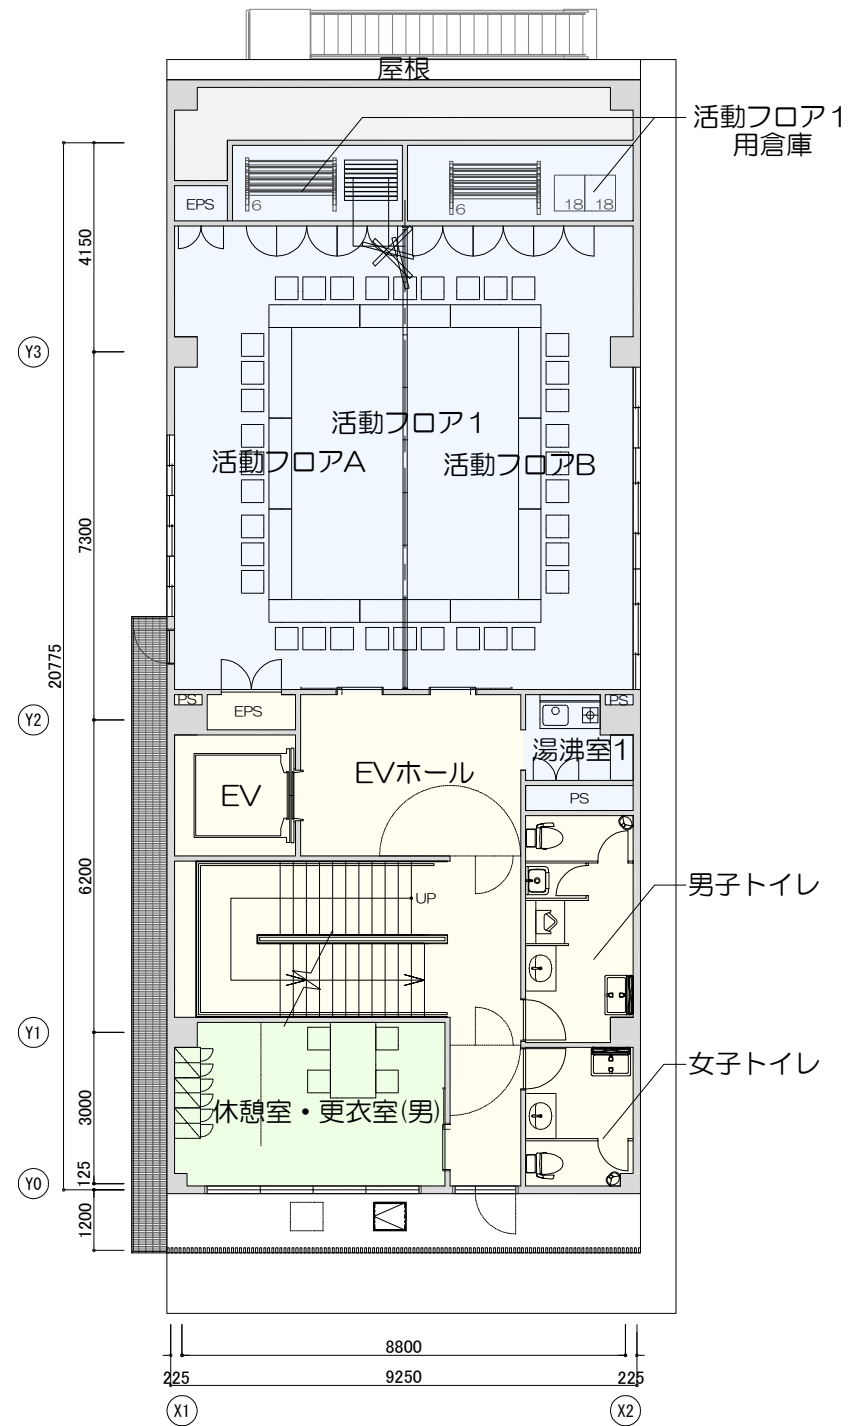 屋根
活動フロア1
用倉庫
6
6
18
18
EPS
4150
Y3
活動フロア1
活動フロアA
活動フロアB
7300
20775
PS
EPS
PS
Y2
湯沸室1
EVホール
EV
PS
6200
男子トイレ
UP
Y1
女子トイレ
3000
休憩室・更衣室(男)
125
Y0
1200
8800
225
9250
225
X1
X2